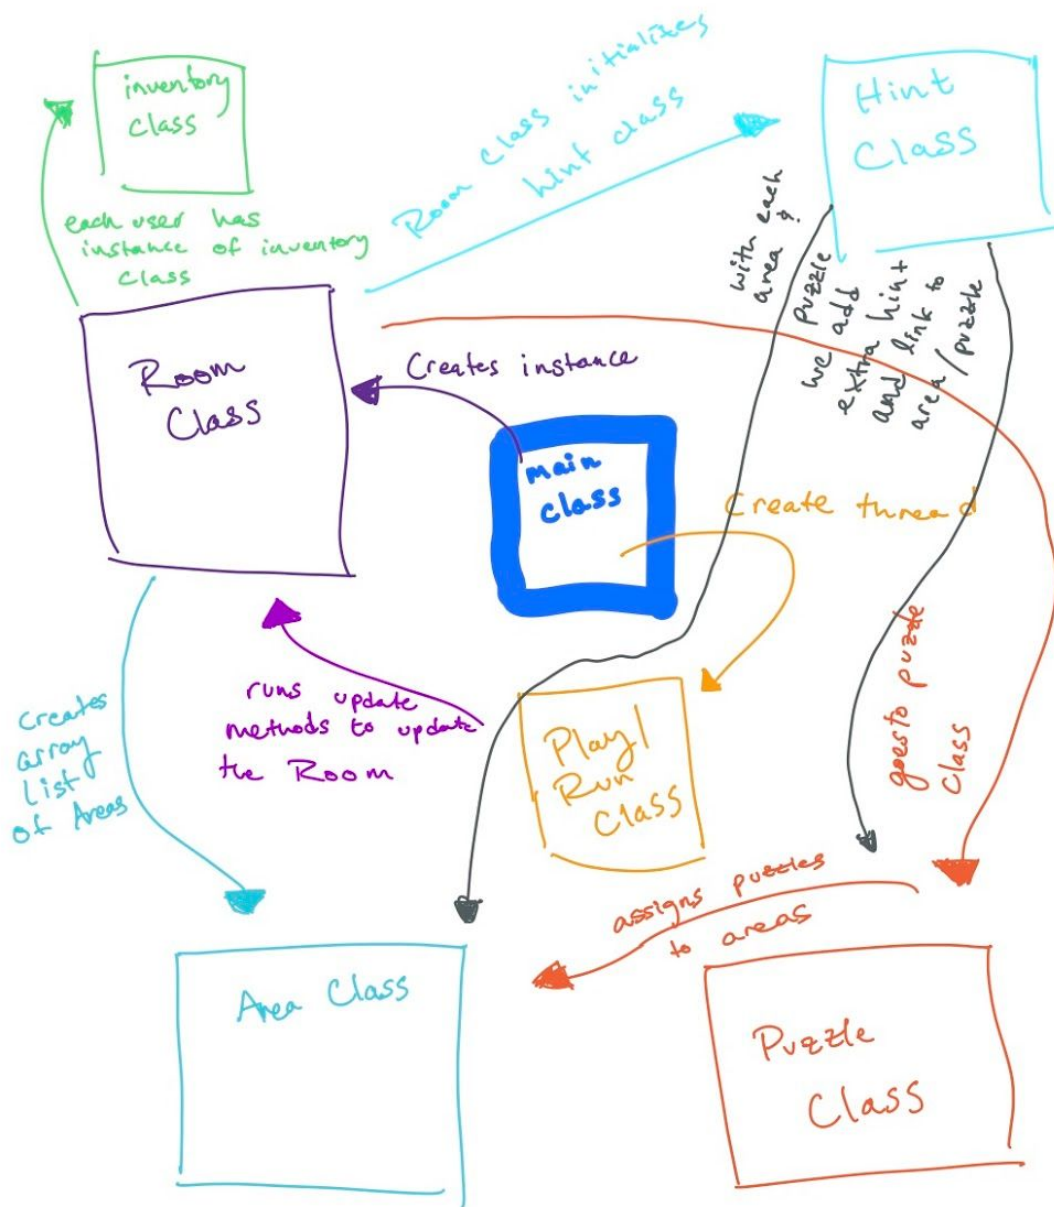 inventory
class
each user has
instance of inventory
class
Room Class initializes
hint class
Hint
Class
with each
area &
puzzle
we add
extra hint
and link to
area/puzzle
Room
Class
Creates instance
main
class
Create thread
runs update
methods to update
the Room
Play/
Run
Class
Creates
array
List
of Areas
goes to puzzle
Class
assigns puzzles
to areas
Area Class
Puzzle
Class